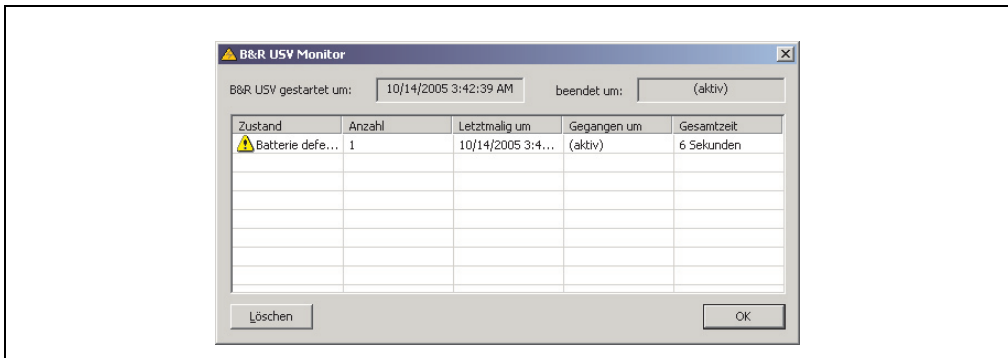 B&R USV Monitor
B&R USV gestartet um: 10/14/2005 3:42:39 AM beendet um: (aktiv)
Zustand Anzahl Letztmalig um Gegangen um Gesamtzeit
Batterie defe... 1 10/14/2005 3:4... (aktiv) 6 Sekunden
Löschen OK